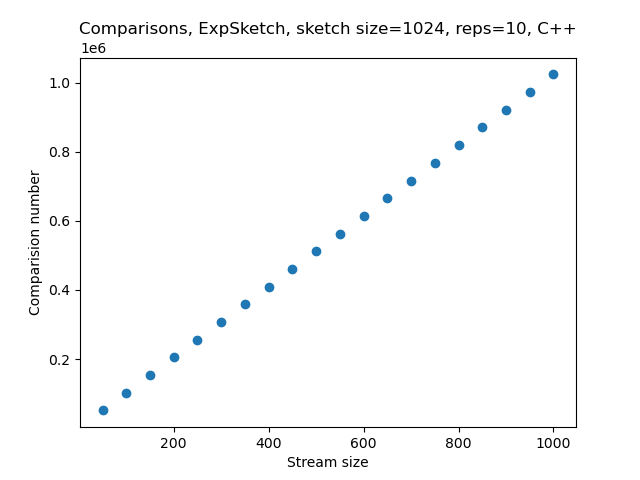 Comparisons, ExpSketch, sketch size=1024, reps=10, C++
1e6
1.0
0.8
0.6
0.4
0.2
Comparision number
200 400 600 800 1000
Stream size